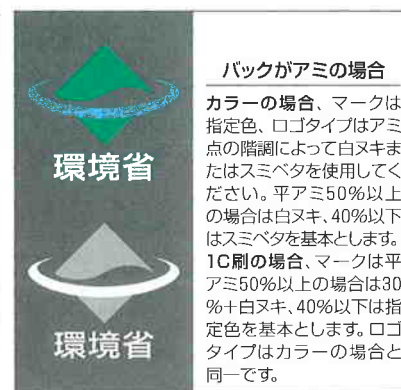 環境省
環境省
バックがアミの場合
カラーの場合、マークは
指定色、ロゴタイプはアミ
点の階調によって白ヌキま
たはスミベタを使用してく
ださい。平アミ50%以上
の場合は白ヌキ、40%以下
はスミベタを基本とします。
1C刷の場合、マークは平
アミ50%以上の場合は30
%＋白ヌキ、40%以下は指
定色を基本とします。ロゴ
タイプはカラーの場合と
同一です。